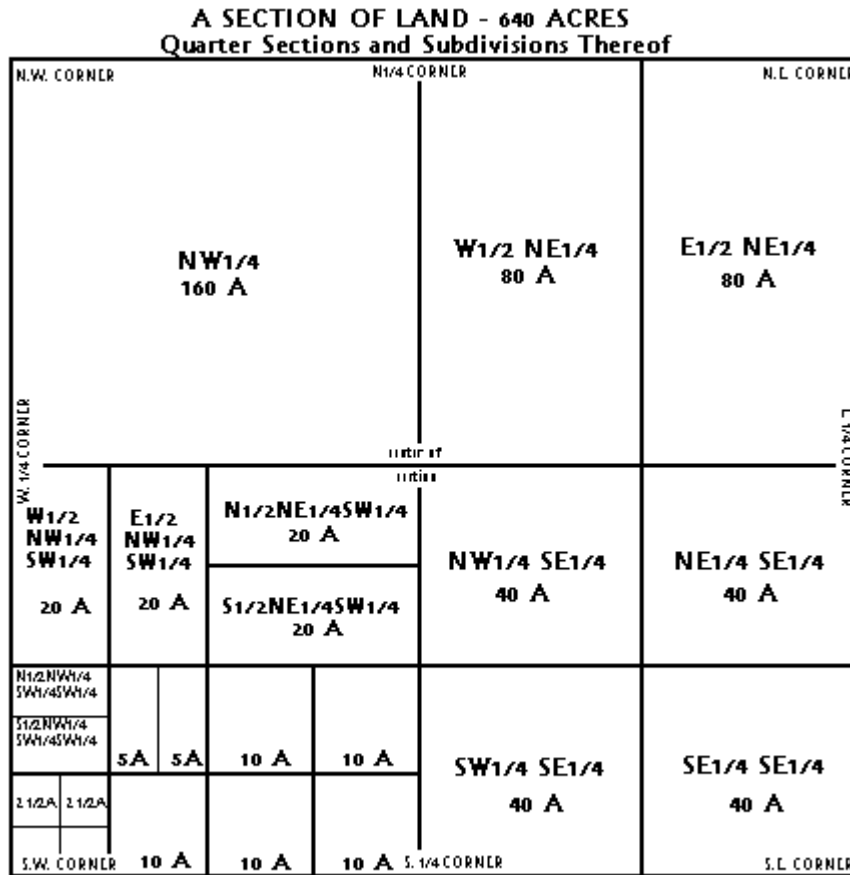 A SECTION OF LAND - 640 ACRES
Quarter Sections and Subdivisions Thereof
N.W. CORNER
N1/4 CORNER
N.E. CORNER
NW1/4
160 A
W1/2 NE1/4
80 A
E1/2 NE1/4
80 A
W. 1/4 CORNER
E 1/4 CORNER
W1/2
NW1/4
SW1/4
20 A
E1/2
NW1/4
SW1/4
20 A
N1/2NE1/4SW1/4
20 A
S1/2NE1/4SW1/4
20 A
NW1/4 SE1/4
40 A
NE1/4 SE1/4
40 A
N1/2NW1/4
SW1/4SW1/4
S1/2NW1/4
SW1/4SW1/4
5A
5A
10 A
10 A
SW1/4 SE1/4
40 A
SE1/4 SE1/4
40 A
2 1/2A
2 1/2A
S.W. CORNER
10 A
10 A
10 A
S. 1/4 CORNER
S.E. CORNER